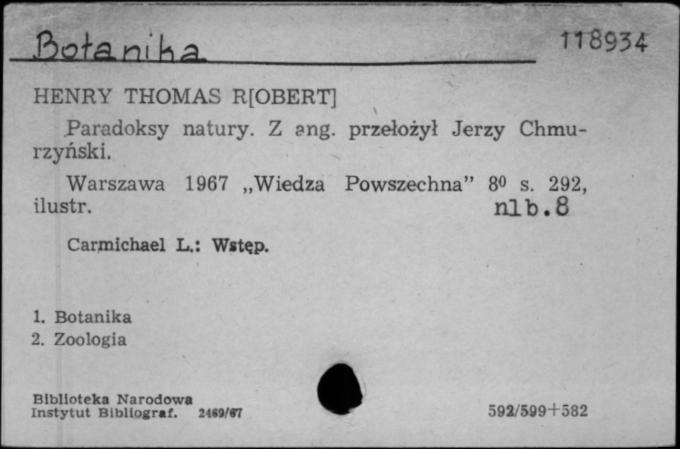 Botanika 118934
HENRY THOMAS R[OBERT]
Paradoksy natury. Z ang. przełożył Jerzy Chmu-
rzyński.
Warszawa 1967 „Wiedza Powszechna” 8⁰ s. 292,
ilustr. nlb.8
Carmichael L.: Wstęp.
1. Botanika
2. Zoologia
Biblioteka Narodowa
Instytut Bibliograf. 2469/67 592/599+582